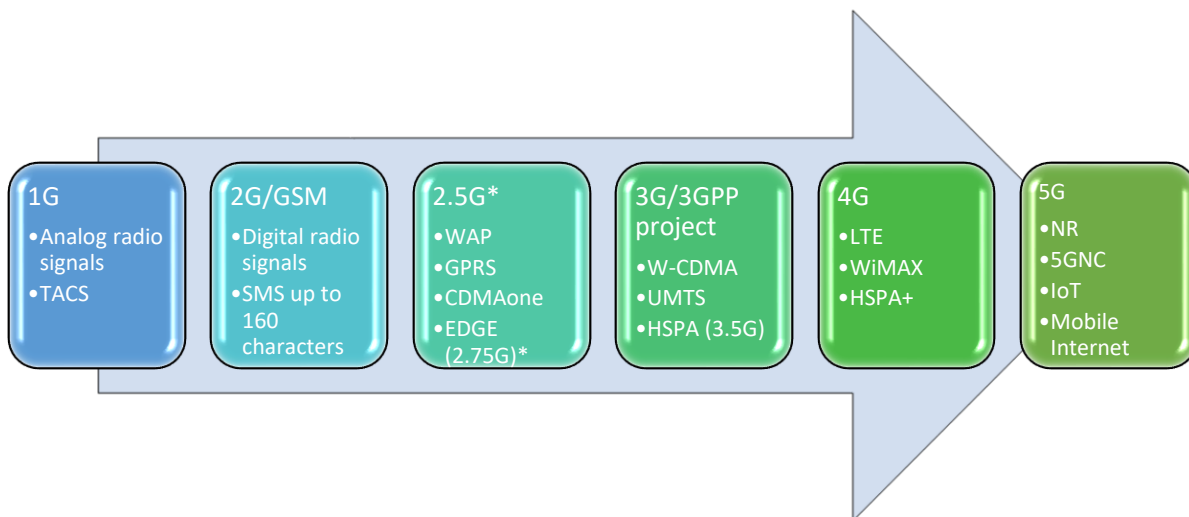 1G
•Analog radio
signals
•TACS
2G/GSM
•Digital radio
signals
•SMS up to
160
characters
2.5G*
•WAP
•GPRS
•CDMAone
•EDGE
(2.75G)*
3G/3GPP
project
•W-CDMA
•UMTS
•HSPA (3.5G)
4G
•LTE
•WiMAX
•HSPA+
5G
•NR
•5GNC
•IoT
•Mobile
Internet